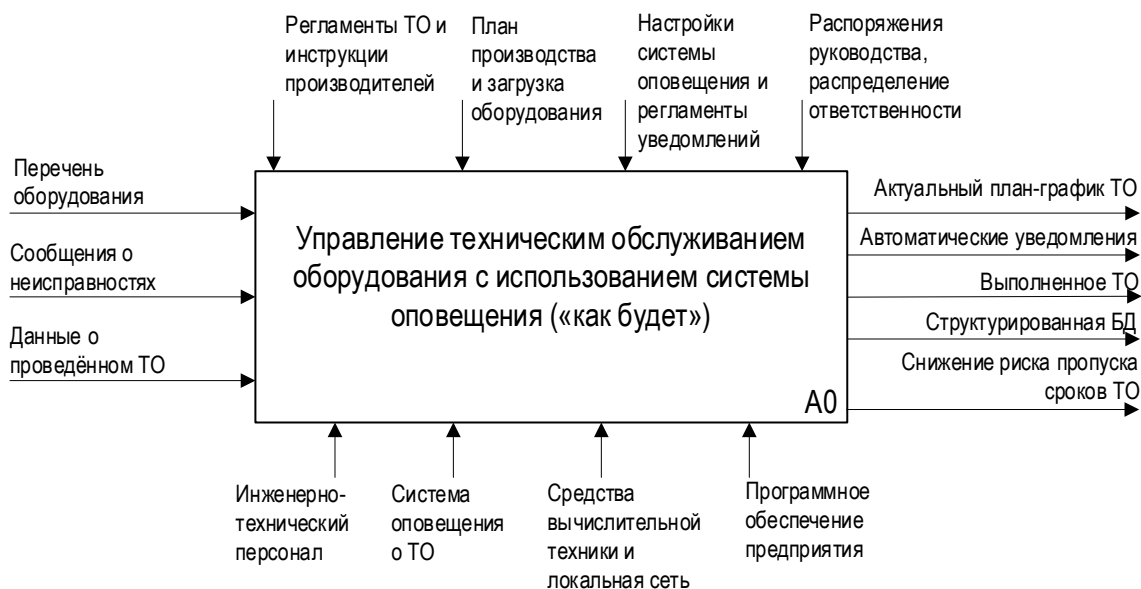 Регламенты ТО и
инструкции
производителей
План
производства
и загрузка
оборудования
Настройки
системы
оповещения и
регламенты
уведомлений
Распоряжения
руководства,
распределение
ответственности
Перечень
оборудования
Сообщения о
неисправностях
Данные о
проведённом ТО
Управление техническим обслуживанием
оборудования с использованием системы
оповещения («как будет»)
A0
Актуальный план-график ТО
Автоматические уведомления
Выполненное ТО
Структурированная БД
Снижение риска пропуска
сроков ТО
Инженерно-
технический
персонал
Система
оповещения
о ТО
Средства
вычислительной
техники и
локальная сеть
Программное
обеспечение
предприятия